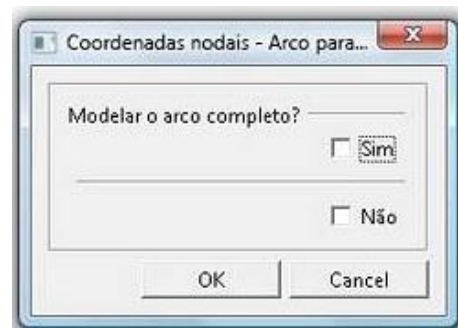 Coordenadas nodais - Arco para...
Modelar o arco completo?
Sim
Não
OK Cancel